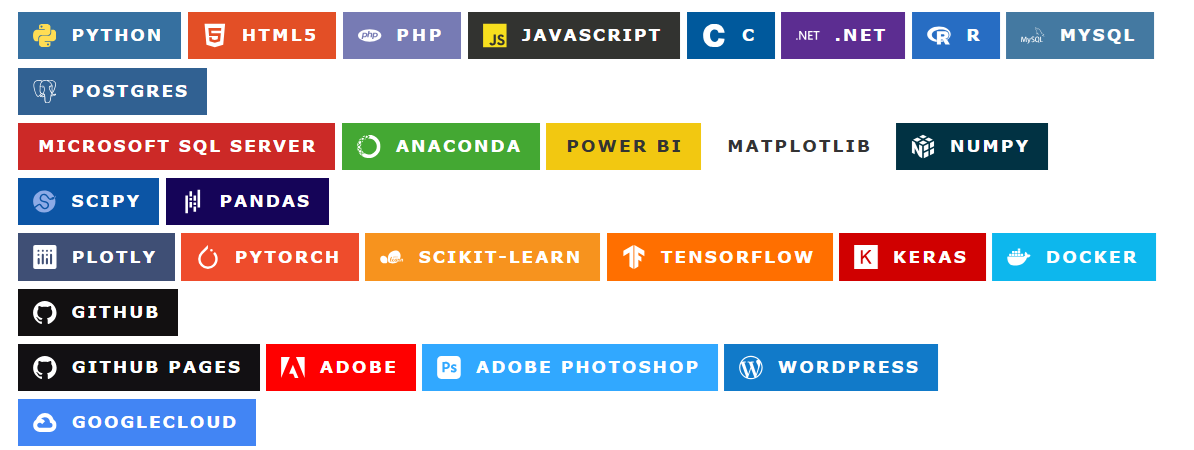 PYTHON HTML5 php PHP JS JAVASCRIPT C C .NET .NET R R MySQL MYSQL
POSTGRES
MICROSOFT SQL SERVER ANACONDA POWER BI MATPLOTLIB NUMPY
SCIPY PANDAS
PLOTLY PYTORCH SCIKIT-LEARN TENSORFLOW K KERAS DOCKER
GITHUB
GITHUB PAGES ADOBE Ps ADOBE PHOTOSHOP WORDPRESS
GOOGLECLOUD